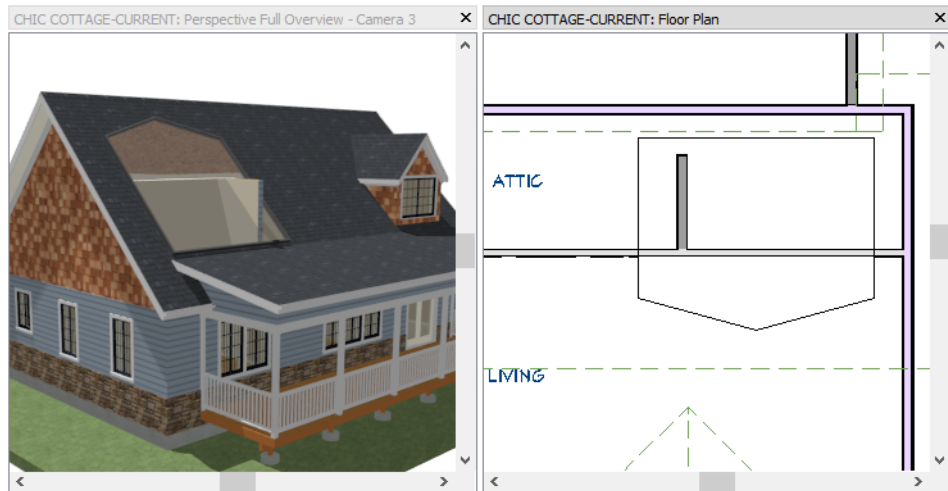 CHIC COTTAGE-CURRENT: Perspective Full Overview - Camera 3
CHIC COTTAGE-CURRENT: Floor Plan
ATTIC
LIVING